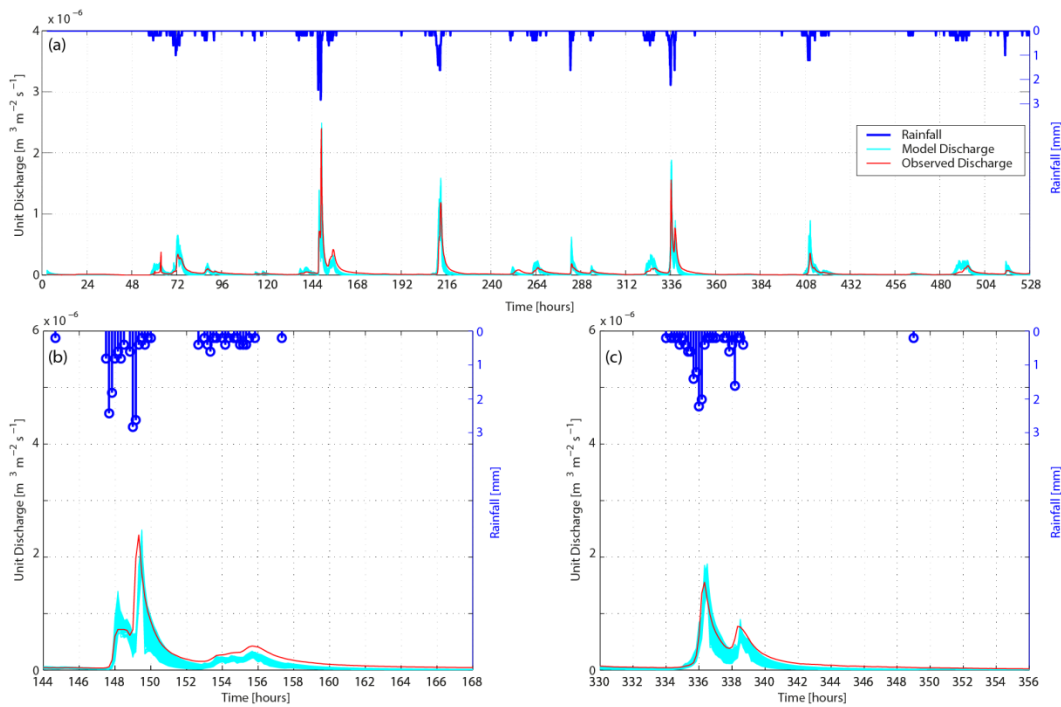 x 10⁻⁶
(a)
4
3
2
1
0
Unit Discharge [m³ m⁻² s⁻¹]
0
1
2
3
Rainfall [mm]
Rainfall
Model Discharge
Observed Discharge
0 24 48 72 96 120 144 168 192 216 240 264 288 312 336 360 384 408 432 456 480 504 528
Time [hours]
x 10⁻⁶
(b)
6
4
2
0
Unit Discharge [m³ m⁻² s⁻¹]
0
1
2
3
Rainfall [mm]
144 146 148 150 152 154 156 158 160 162 164 166 168
Time [hours]
x 10⁻⁶
(c)
6
4
2
0
Unit Discharge [m³ m⁻² s⁻¹]
0
1
2
3
Rainfall [mm]
330 332 334 336 338 340 342 344 346 348 350 352 354 356
Time [hours]